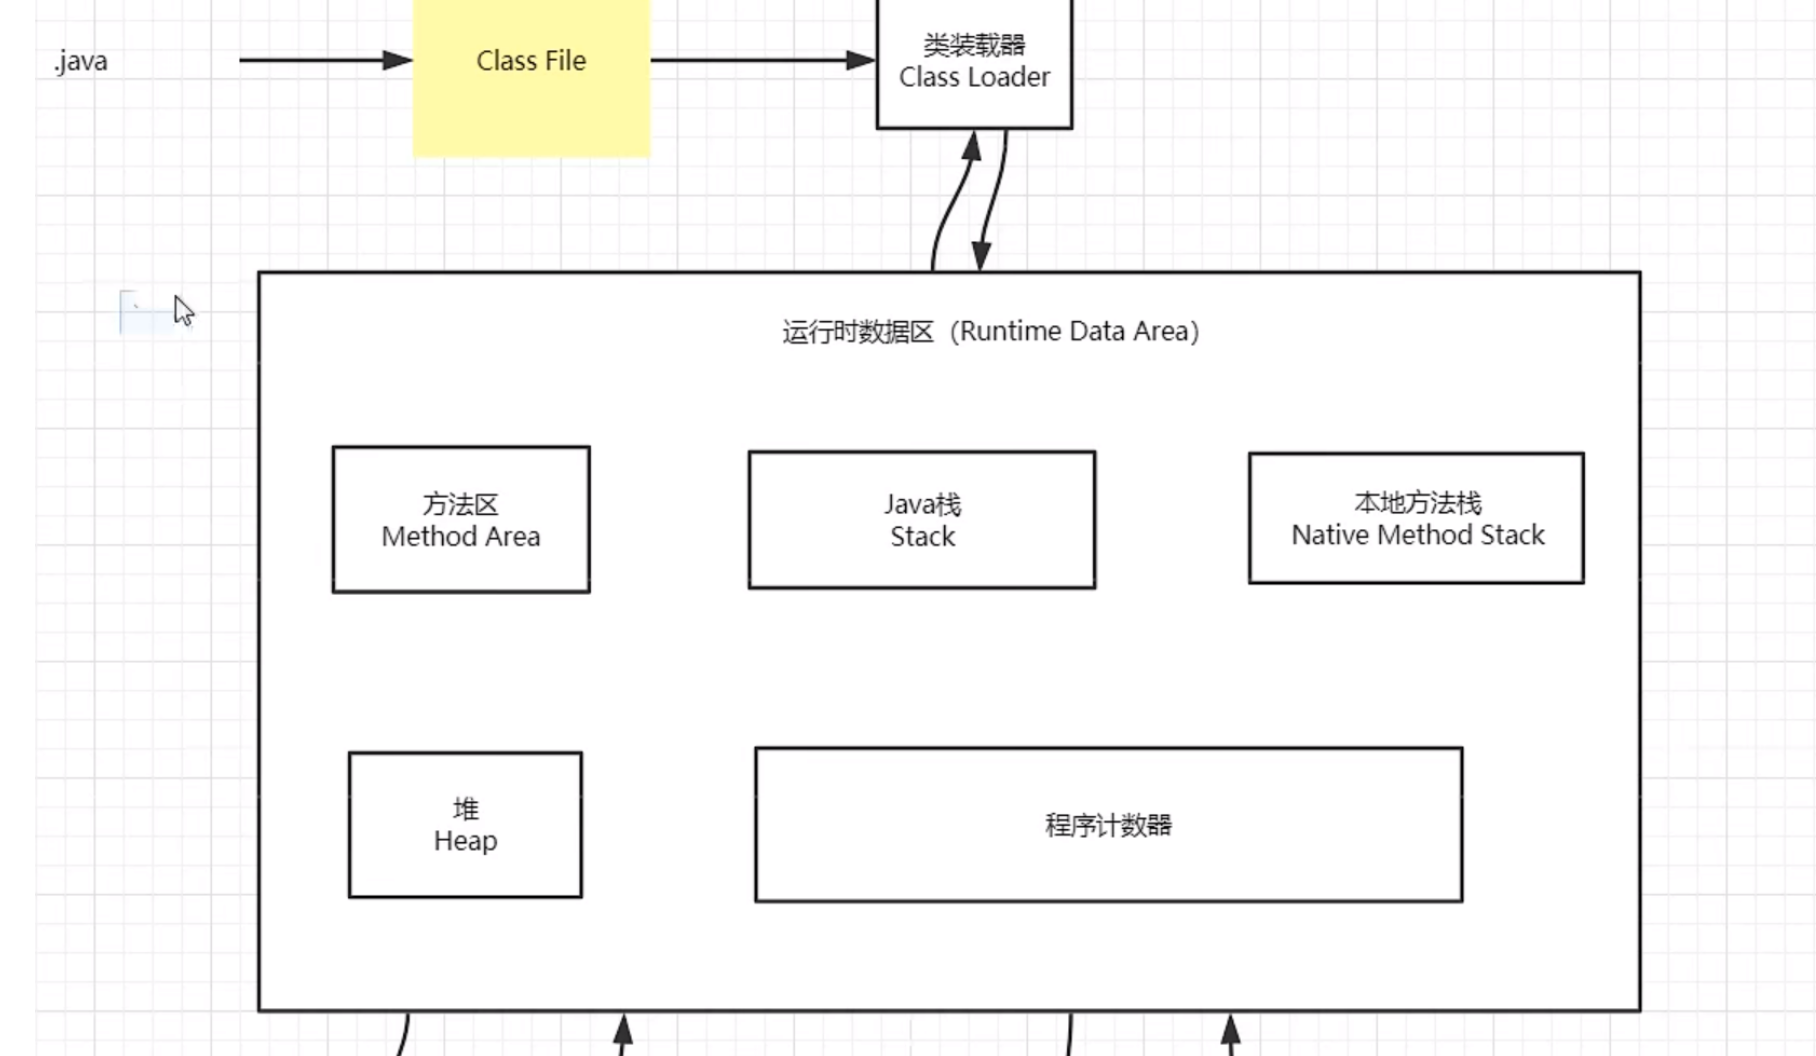 .java
Class File
类装载器
Class Loader
运行时数据区（Runtime Data Area）
方法区
Method Area
Java栈
Stack
本地方法栈
Native Method Stack
堆
Heap
程序计数器